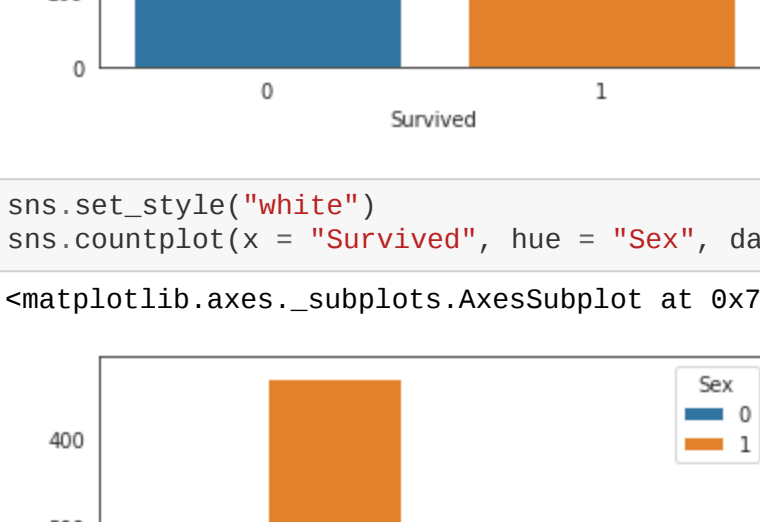 0
0 1
Survived
sns.set_style("white")
sns.countplot(x = "Survived", hue = "Sex", da
<matplotlib.axes._subplots.AxesSubplot at 0x7
Sex
0
400
1